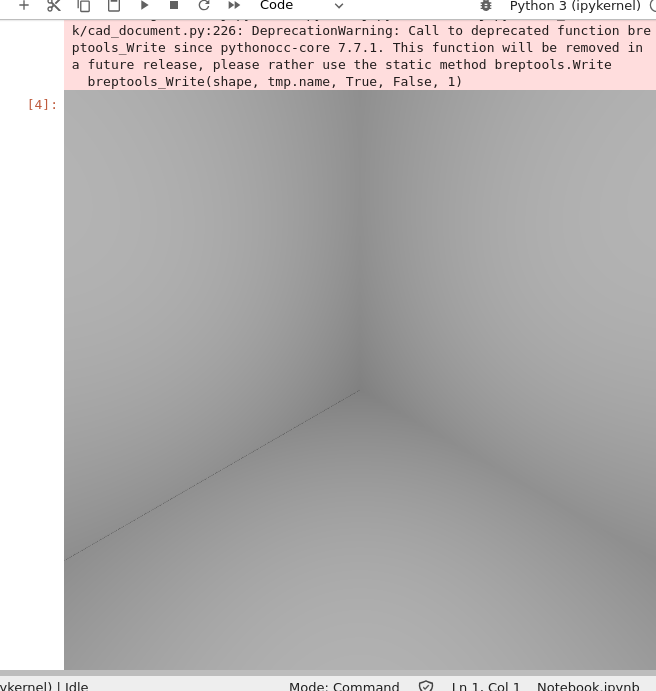 Code
Python 3 (ipykernel)
k/cad_document.py:226: DeprecationWarning: Call to deprecated function bre
ptools_Write since pythonocc-core 7.7.1. This function will be removed in
a future release, please rather use the static method breptools.Write
  breptools_Write(shape, tmp.name, True, False, 1)
[4]:
ykernel) | Idle
Mode: Command
Ln 1, Col 1
Notebook.ipynb